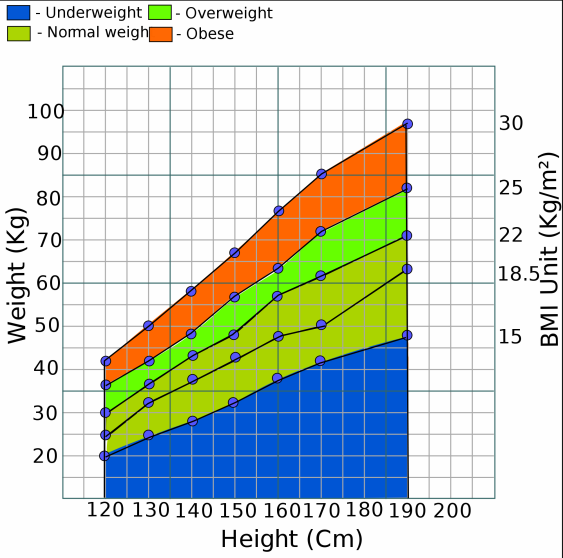 - Underweight
- Overweight
- Normal weigh
- Obese
100
90
80
70
60
50
40
30
20
Weight (Kg)
30
25
22
18.5
15
BMI Unit (Kg/m²)
120 130 140 150 160 170 180 190 200
Height (Cm)